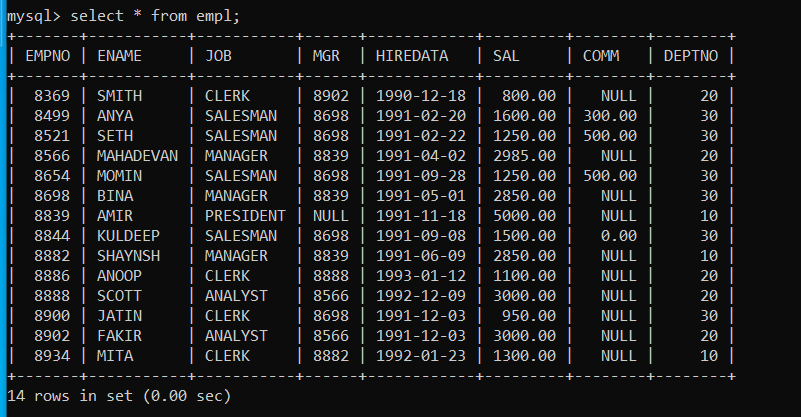 mysql> select * from empl;
+-------+-----------+-----------+------+------------+---------+--------+--------+
| EMPNO | ENAME     | JOB       | MGR  | HIREDATA   | SAL     | COMM   | DEPTNO |
+-------+-----------+-----------+------+------------+---------+--------+--------+
|  8369 | SMITH     | CLERK     | 8902 | 1990-12-18 |  800.00 |   NULL |     20 |
|  8499 | ANYA      | SALESMAN  | 8698 | 1991-02-20 | 1600.00 | 300.00 |     30 |
|  8521 | SETH      | SALESMAN  | 8698 | 1991-02-22 | 1250.00 | 500.00 |     30 |
|  8566 | MAHADEVAN | MANAGER   | 8839 | 1991-04-02 | 2985.00 |   NULL |     20 |
|  8654 | MOMIN     | SALESMAN  | 8698 | 1991-09-28 | 1250.00 | 500.00 |     30 |
|  8698 | BINA      | MANAGER   | 8839 | 1991-05-01 | 2850.00 |   NULL |     30 |
|  8839 | AMIR      | PRESIDENT | NULL | 1991-11-18 | 5000.00 |   NULL |     10 |
|  8844 | KULDEEP   | SALESMAN  | 8698 | 1991-09-08 | 1500.00 |   0.00 |     30 |
|  8882 | SHAYNSH   | MANAGER   | 8839 | 1991-06-09 | 2850.00 |   NULL |     10 |
|  8886 | ANOOP     | CLERK     | 8888 | 1993-01-12 | 1100.00 |   NULL |     20 |
|  8888 | SCOTT     | ANALYST   | 8566 | 1992-12-09 | 3000.00 |   NULL |     20 |
|  8900 | JATIN     | CLERK     | 8698 | 1991-12-03 |  950.00 |   NULL |     30 |
|  8902 | FAKIR     | ANALYST   | 8566 | 1991-12-03 | 3000.00 |   NULL |     20 |
|  8934 | MITA      | CLERK     | 8882 | 1992-01-23 | 1300.00 |   NULL |     10 |
+-------+-----------+-----------+------+------------+---------+--------+--------+
14 rows in set (0.00 sec)